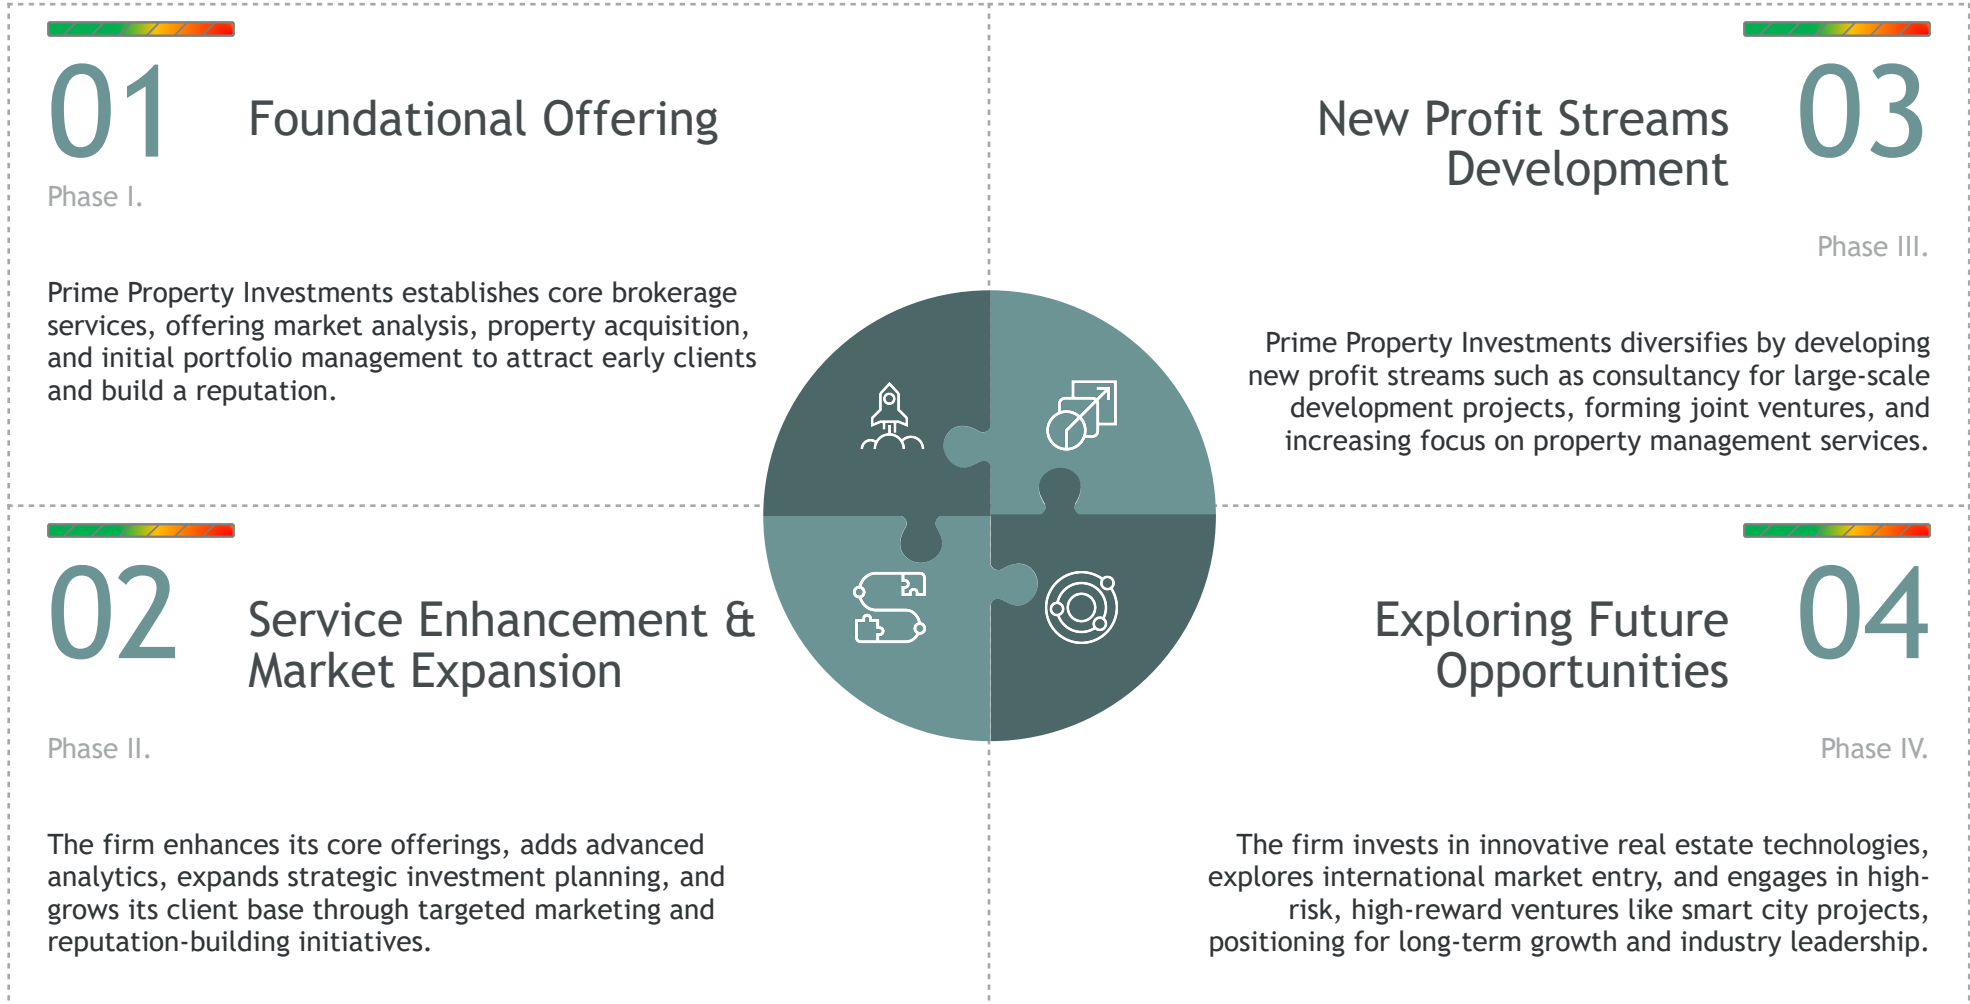 01
Foundational Offering
Phase I.
Prime Property Investments establishes core brokerage
services, offering market analysis, property acquisition,
and initial portfolio management to attract early clients
and build a reputation.
02
Service Enhancement &
Market Expansion
Phase II.
The firm enhances its core offerings, adds advanced
analytics, expands strategic investment planning, and
grows its client base through targeted marketing and
reputation-building initiatives.
03
New Profit Streams
Development
Phase III.
Prime Property Investments diversifies by developing
new profit streams such as consultancy for large-scale
development projects, forming joint ventures, and
increasing focus on property management services.
04
Exploring Future
Opportunities
Phase IV.
The firm invests in innovative real estate technologies,
explores international market entry, and engages in high-
risk, high-reward ventures like smart city projects,
positioning for long-term growth and industry leadership.